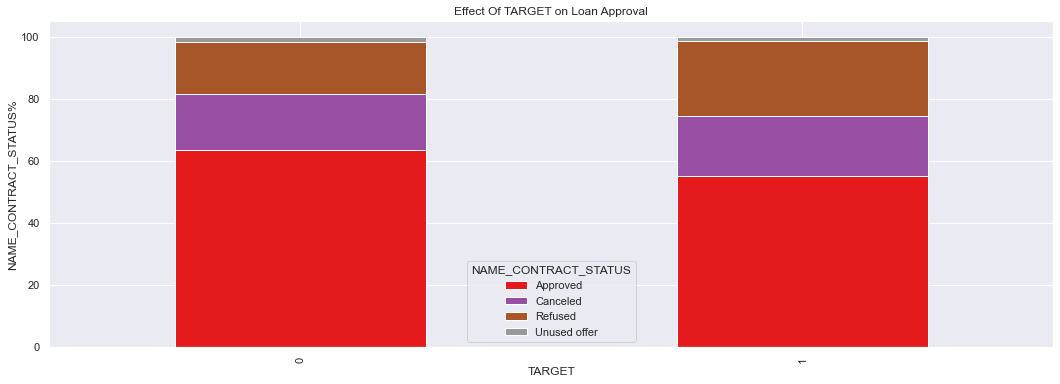 Effect Of TARGET on Loan Approval
NAME_CONTRACT_STATUS%
100
80
60
40
20
0
NAME_CONTRACT_STATUS
Approved
Canceled
Refused
Unused offer
0
1
TARGET